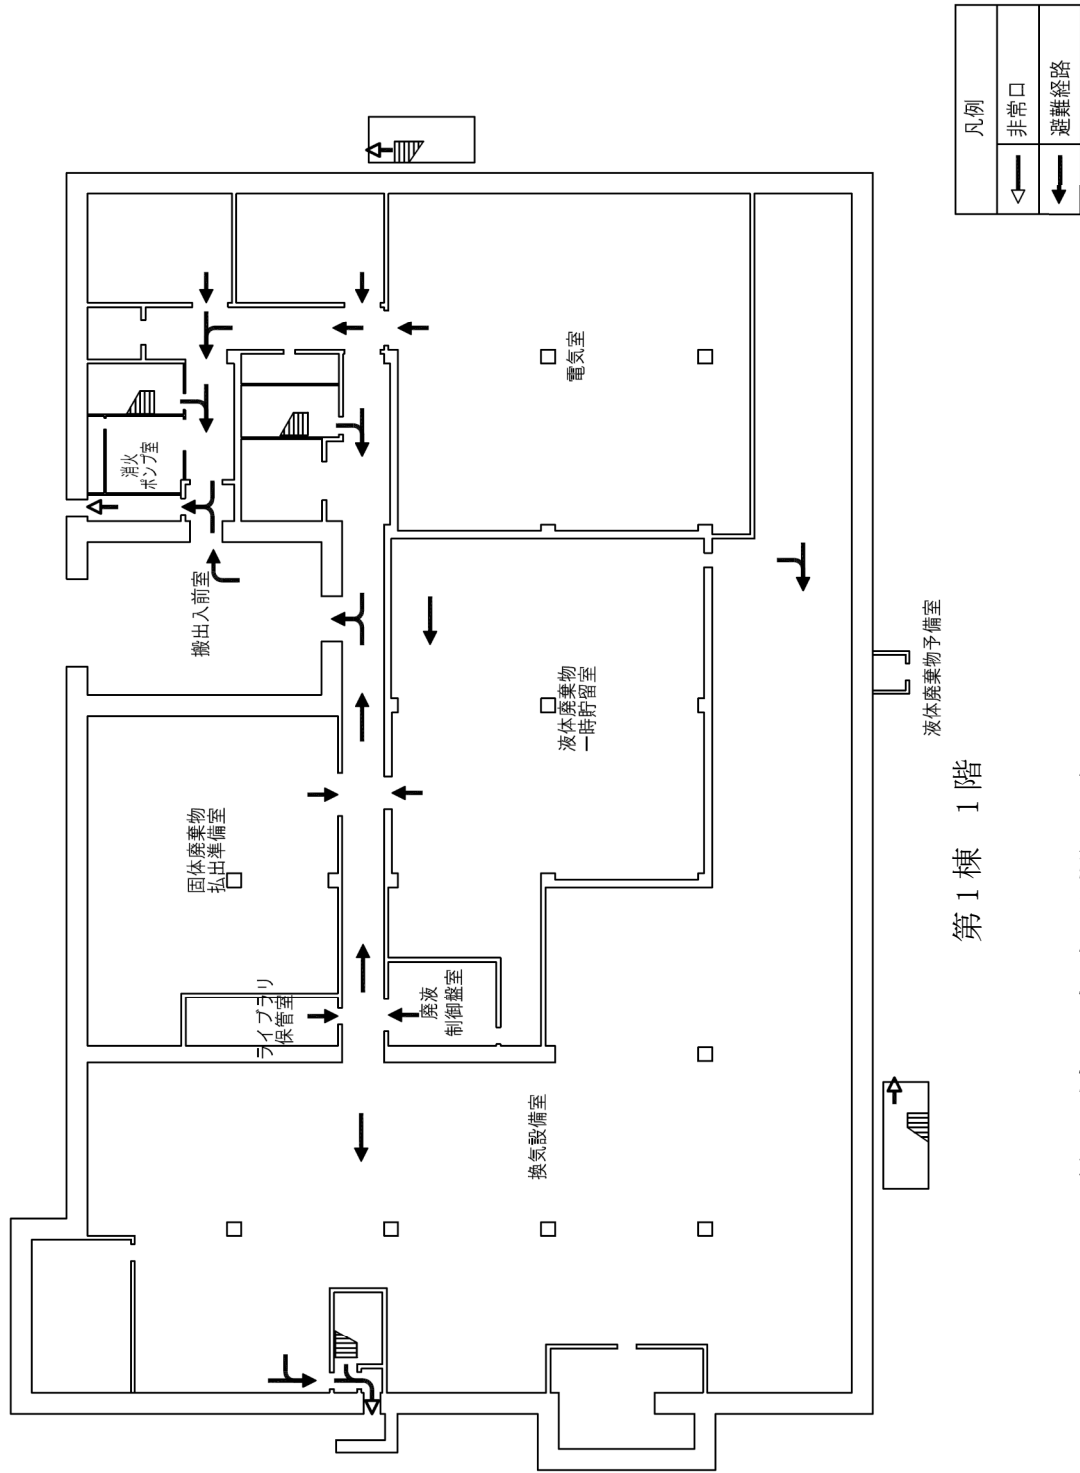 凡例
非常口
避難経路
消火
ポンプ室
搬出入前室
電気室
固体廃棄物
払出準備室
液体廃棄物
一時貯留室
ライブラリ
保管室
廃液
制御盤室
換気設備室
液体廃棄物予備室
第1棟 1階